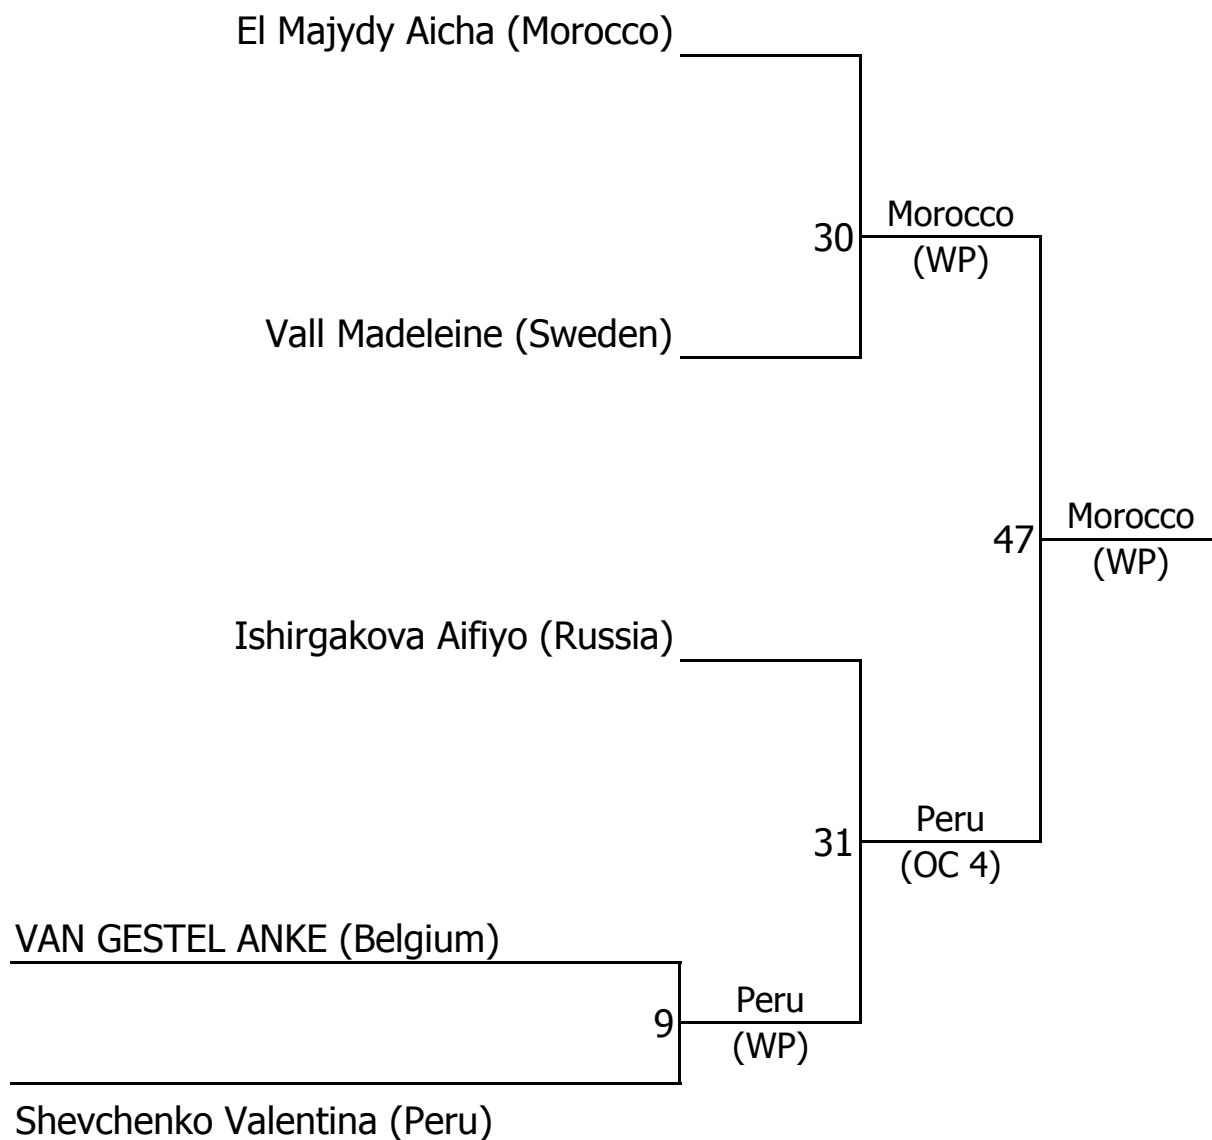 El Majydy Aicha (Morocco)
Morocco
30
(WP)
Vall Madeleine (Sweden)
Morocco
47
(WP)
Ishirgakova Aifiyo (Russia)
Peru
31
(OC 4)
VAN GESTEL ANKE (Belgium)
Peru
9
(WP)
Shevchenko Valentina (Peru)